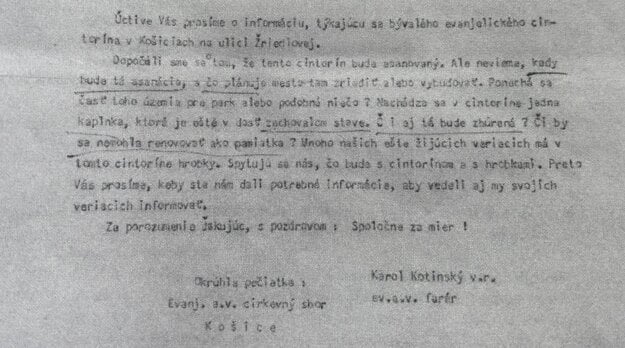 Úctive Vás prosíme o informáciu, týkajúcu sa bývalého evanjelického cin-
torína v Košiciach na ulici Žriedlovej.
Dopočuli sme sa o tom, že tento cintorín bude asanovaný. Ale nevieme, kedy
bude tá asanácia, a čo plánuje mesto tam zriadiť alebo vybudovať. Ponechá sa
časť toho územia pre park alebo podobné niečo ? Nachádza sa v cintoríne jedna
kaplnka, ktorá je ešte v dosť zachovalom stave. Č i aj tá bude zbúraná ? Či by
sa nemohla renovovať ako pamiatka ? Mnoho našich ešte žijúcich veriacich má v
tomto cintoríne hrobky. Spytujú sa nás, čo bude s cintorínom a s hrobkami. Preto
Vás prosíme, keby ste nám dali potrebné informácie, aby vedeli aj my svojich
veriacich informovať.
Za porozumenie ďakujúc, s pozdravom : Spoločne za mier !
Okrúhla pečiatka :
Karol Kotinský v.r.
Evanj. a.v. cirkevný sbor
ev.a.v. farár
K o š i c e